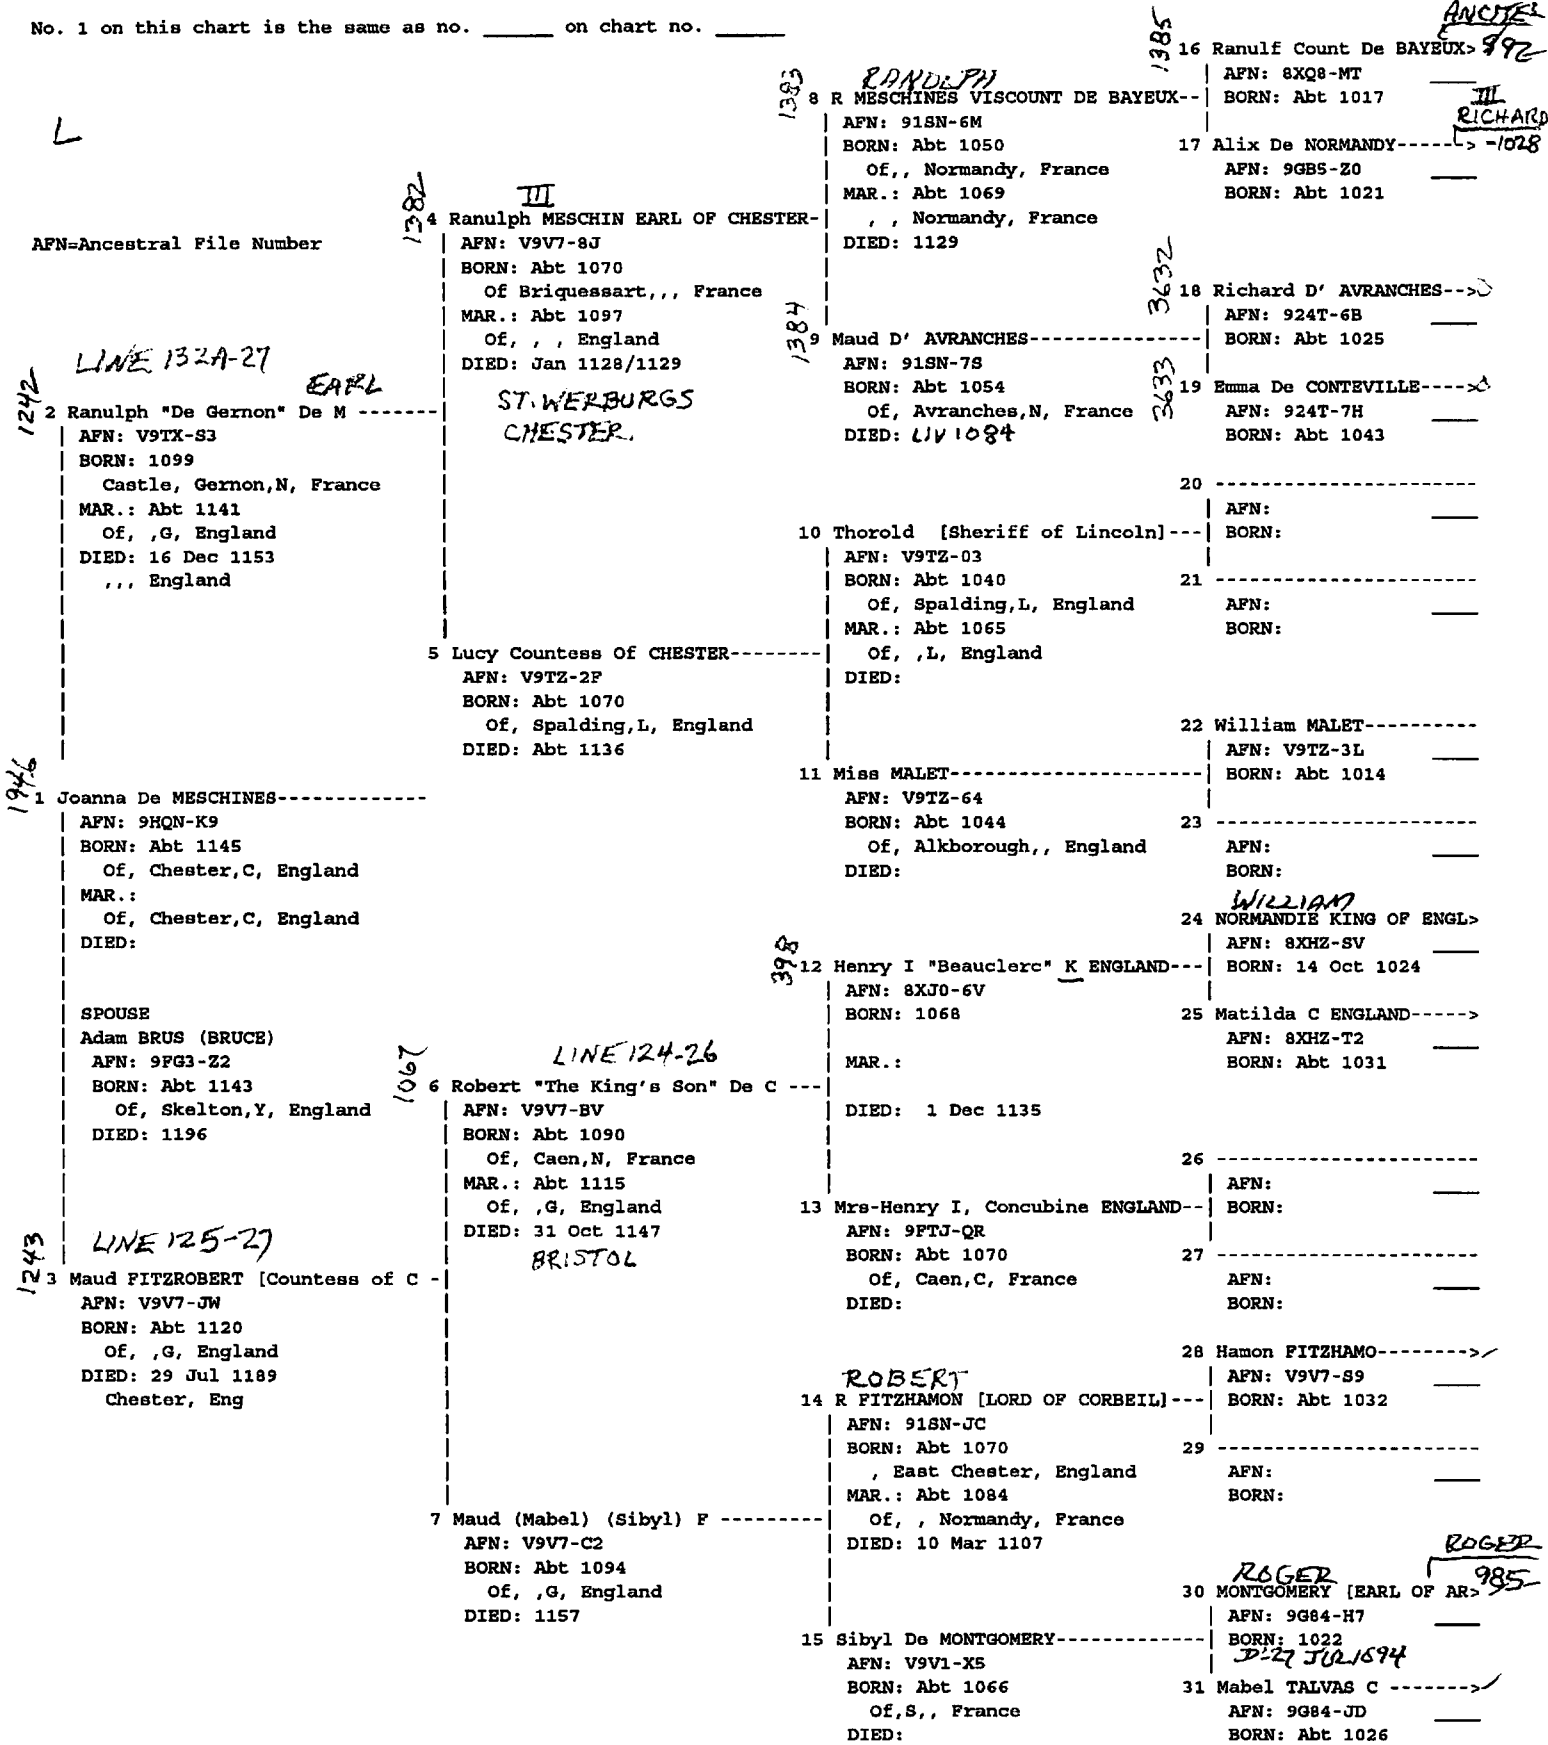 No. 1 on this chart is the same as no. _____ on chart no. _____
L
AFN=Ancestral File Number
1946
1 Joanna De MESCHINES-------------
AFN: 9HQN-K9
BORN: Abt 1145
Of, Chester,C, England
MAR.:
Of, Chester,C, England
DIED:
SPOUSE
Adam BRUS (BRUCE)
AFN: 9FG3-Z2
BORN: Abt 1143
Of, Skelton,Y, England
DIED: 1196
LINE 132A-27
EARL
1242
2 Ranulph "De Gernon" De M -------
AFN: V9TX-S3
BORN: 1099
Castle, Gernon,N, France
MAR.: Abt 1141
Of, ,G, England
DIED: 16 Dec 1153
,,, England
LINE 125-27
1243
3 Maud FITZROBERT [Countess of C -
AFN: V9V7-JW
BORN: Abt 1120
Of, ,G, England
DIED: 29 Jul 1189
Chester, Eng
1382
III
4 Ranulph MESCHIN EARL OF CHESTER-
AFN: V9V7-8J
BORN: Abt 1070
Of Briquessart,,, France
MAR.: Abt 1097
Of, , , England
DIED: Jan 1128/1129
ST. WERBURGS
CHESTER.
5 Lucy Countess Of CHESTER--------
AFN: V9TZ-2F
BORN: Abt 1070
Of, Spalding,L, England
DIED: Abt 1136
1067
LINE 124-26
6 Robert "The King's Son" De C ---
AFN: V9V7-BV
BORN: Abt 1090
Of, Caen,N, France
MAR.: Abt 1115
Of, ,G, England
DIED: 31 Oct 1147
BRISTOL
7 Maud (Mabel) (Sibyl) F ---------
AFN: V9V7-C2
BORN: Abt 1094
Of, ,G, England
DIED: 1157
1383
RANDOLPH
8 R MESCHINES VISCOUNT DE BAYEUX--
AFN: 91SN-6M
BORN: Abt 1050
Of,, Normandy, France
MAR.: Abt 1069
, , Normandy, France
DIED: 1129
1384
9 Maud D' AVRANCHES---------------
AFN: 91SN-7S
BORN: Abt 1054
Of, Avranches,N, France
DIED: LIV 1084
10 Thorold [Sheriff of Lincoln]---
AFN: V9TZ-03
BORN: Abt 1040
Of, Spalding,L, England
MAR.: Abt 1065
Of, ,L, England
DIED:
11 Miss MALET----------------------
AFN: V9TZ-64
BORN: Abt 1044
Of, Alkborough,, England
DIED:
398
12 Henry I "Beauclerc" K ENGLAND---
AFN: 8XJ0-6V
BORN: 1068
MAR.:
DIED: 1 Dec 1135
13 Mrs-Henry I, Concubine ENGLAND--
AFN: 9FTJ-QR
BORN: Abt 1070
Of, Caen,C, France
DIED:
ROBERT
14 R FITZHAMON [LORD OF CORBEIL]---
AFN: 91SN-JC
BORN: Abt 1070
, East Chester, England
MAR.: Abt 1084
Of, , Normandy, France
DIED: 10 Mar 1107
15 Sibyl De MONTGOMERY-------------
AFN: V9V1-X5
BORN: Abt 1066
Of,S,, France
DIED:
1385
16 Ranulf Count De BAYEUX>
AFN: 8XQ8-MT
BORN: Abt 1017
III
RICHARD
17 Alix De NORMANDY------> -1028
AFN: 9GB5-Z0
BORN: Abt 1021
3632
18 Richard D' AVRANCHES-->
AFN: 924T-6B
BORN: Abt 1025
3633
19 Emma De CONTEVILLE---->
AFN: 924T-7H
BORN: Abt 1043
20 -----------------------
AFN:
BORN:
21 -----------------------
AFN:
BORN:
22 William MALET----------
AFN: V9TZ-3L
BORN: Abt 1014
23 -----------------------
AFN:
BORN:
WILLIAM
24 NORMANDIE KING OF ENGL>
AFN: 8XHZ-SV
BORN: 14 Oct 1024
25 Matilda C ENGLAND----->
AFN: 8XHZ-T2
BORN: Abt 1031
26 -----------------------
AFN:
BORN:
27 -----------------------
AFN:
BORN:
28 Hamon FITZHAMO-------->
AFN: V9V7-S9
BORN: Abt 1032
29 -----------------------
AFN:
BORN:
ROGER
985
ROGER
30 MONTGOMERY [EARL OF AR>
AFN: 9G84-H7
BORN: 1022
D-27
31 Mabel TALVAS C ------->
AFN: 9G84-JD
BORN: Abt 1026